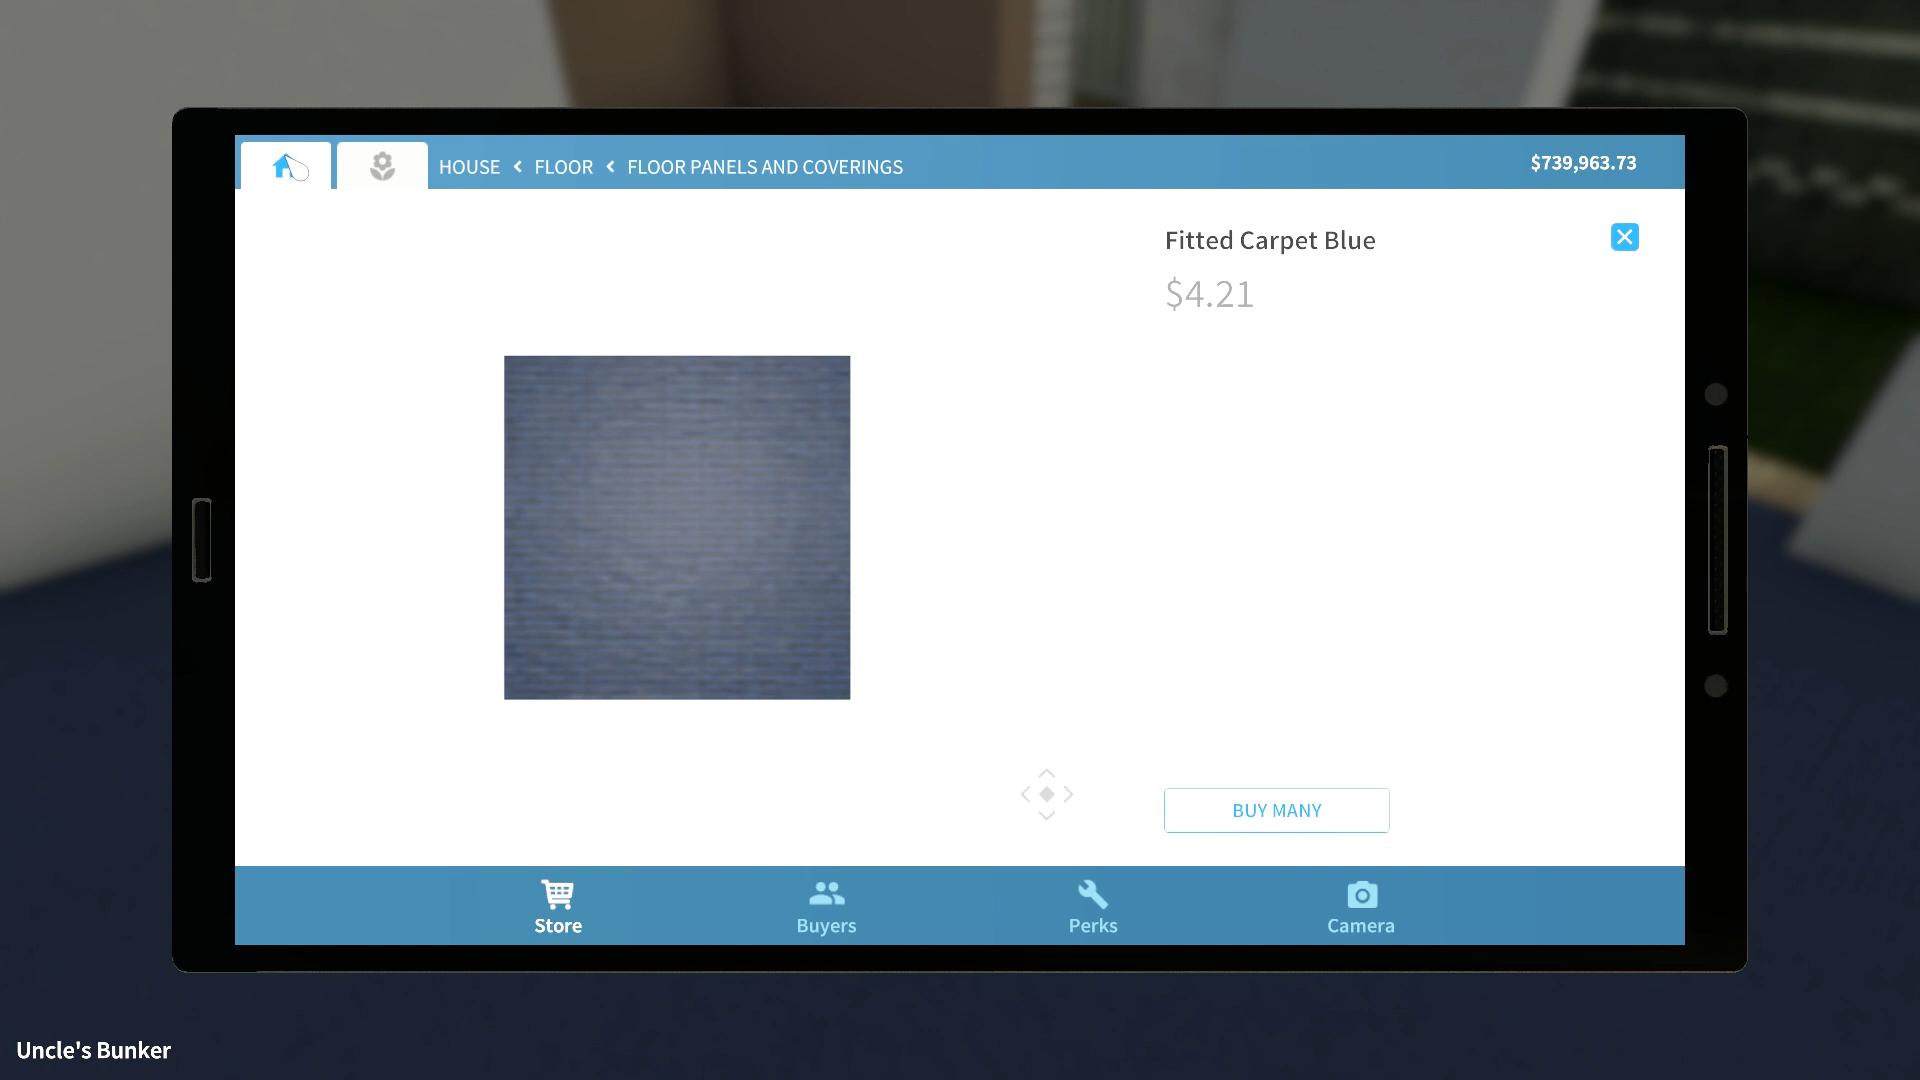 HOUSE < FLOOR < FLOOR PANELS AND COVERINGS
$739,963.73
Fitted Carpet Blue
$4.21
BUY MANY
Store
Buyers
Perks
Camera
Uncle's Bunker